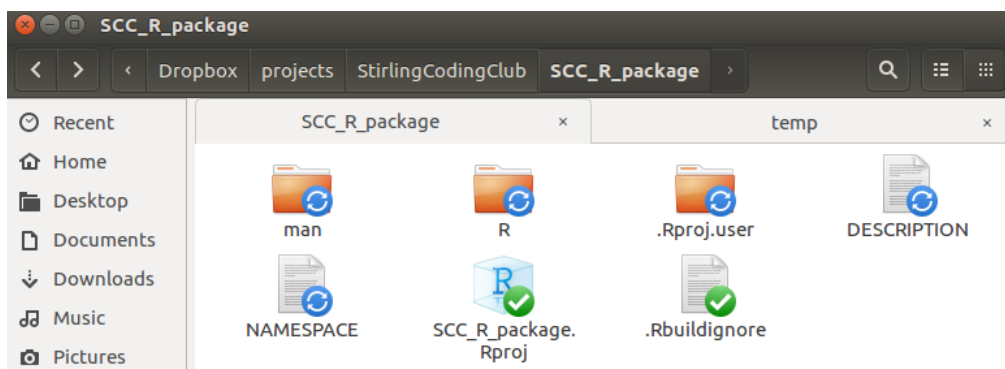 SCC_R_package
Dropbox projects StirlingCodingClub SCC_R_package
Recent
Home
Desktop
Documents
Downloads
Music
Pictures
SCC_R_package × temp ×
man R .Rproj.user DESCRIPTION
NAMESPACE SCC_R_package. .Rbuildignore
Rproj